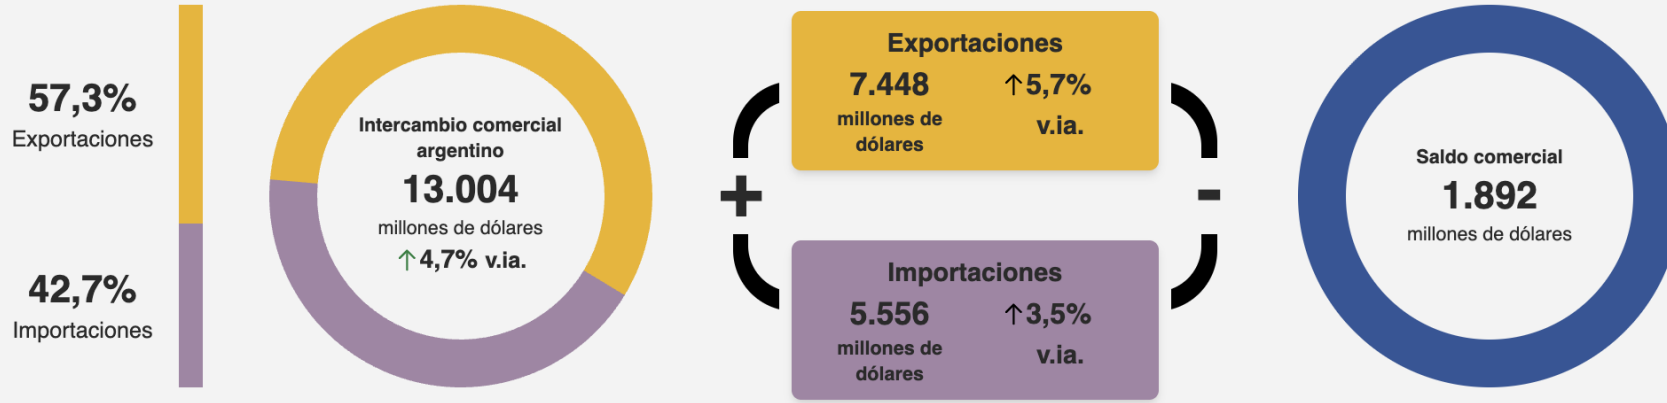 57,3%
Exportaciones
42,7%
Importaciones
Intercambio comercial
argentino
13.004
millones de dólares
↑4,7% v.ia.
+
Exportaciones
7.448
millones de
dólares
↑5,7%
v.ia.
Importaciones
5.556
millones de
dólares
↑3,5%
v.ia.
-
Saldo comercial
1.892
millones de dólares